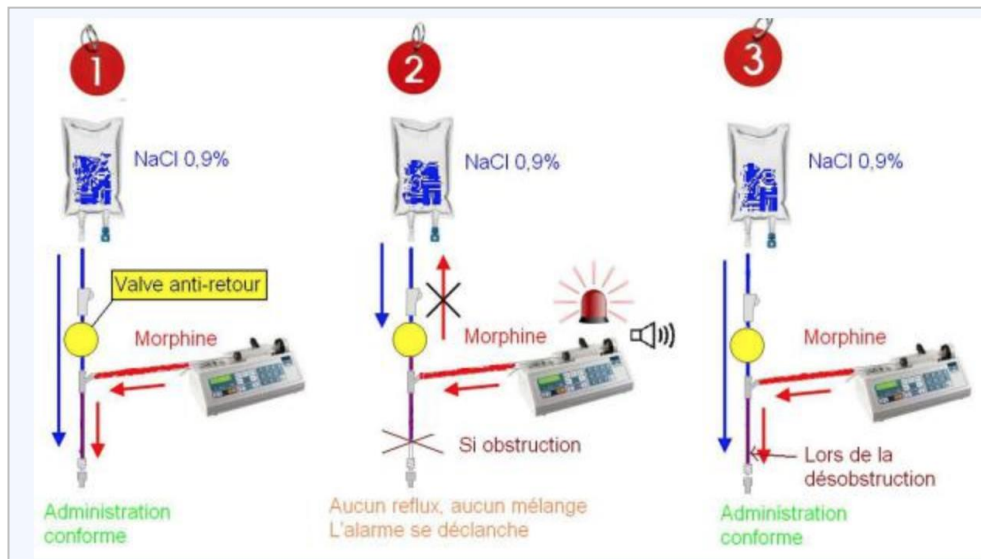 1
NaCl 0,9%
Valve anti-retour
Morphine
Administration
conforme
2
NaCl 0,9%
Morphine
Si obstruction
Aucun reflux, aucun mélange
L'alarme se déclanche
3
NaCl 0,9%
Morphine
Lors de la
désobstruction
Administration
conforme